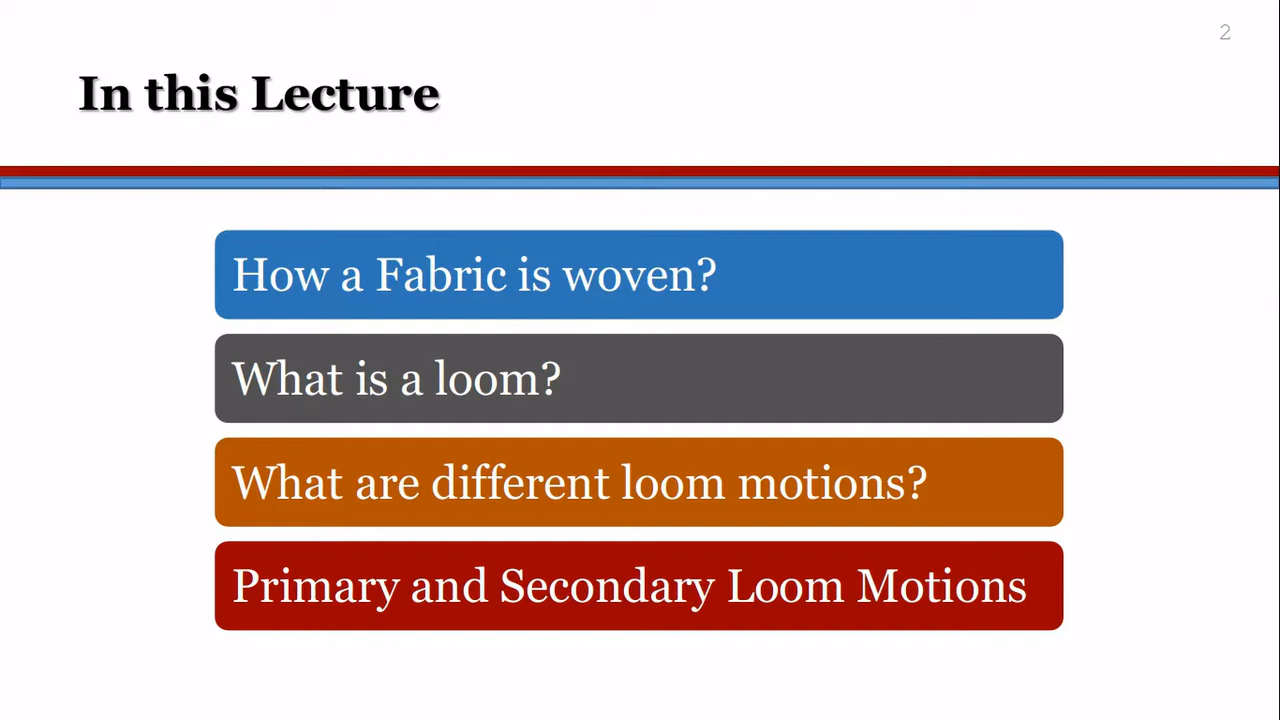 2
In this Lecture
How a Fabric is woven?
What is a loom?
What are different loom motions?
Primary and Secondary Loom Motions